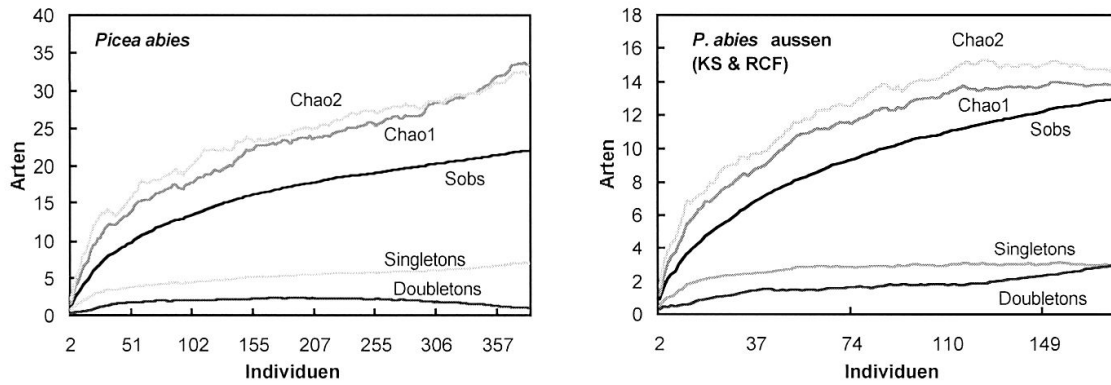 Picea abies
40
35
30
25
20
15
10
5
0
Arten
Chao2
Chao1
Sobs
Singletons
Doubletons
2 51 102 155 207 255 306 357
Individuen
P. abies aussen
(KS & RCF)
18
16
14
12
10
8
6
4
2
0
Arten
Chao2
Chao1
Sobs
Singletons
Doubletons
2 37 74 110 149
Individuen